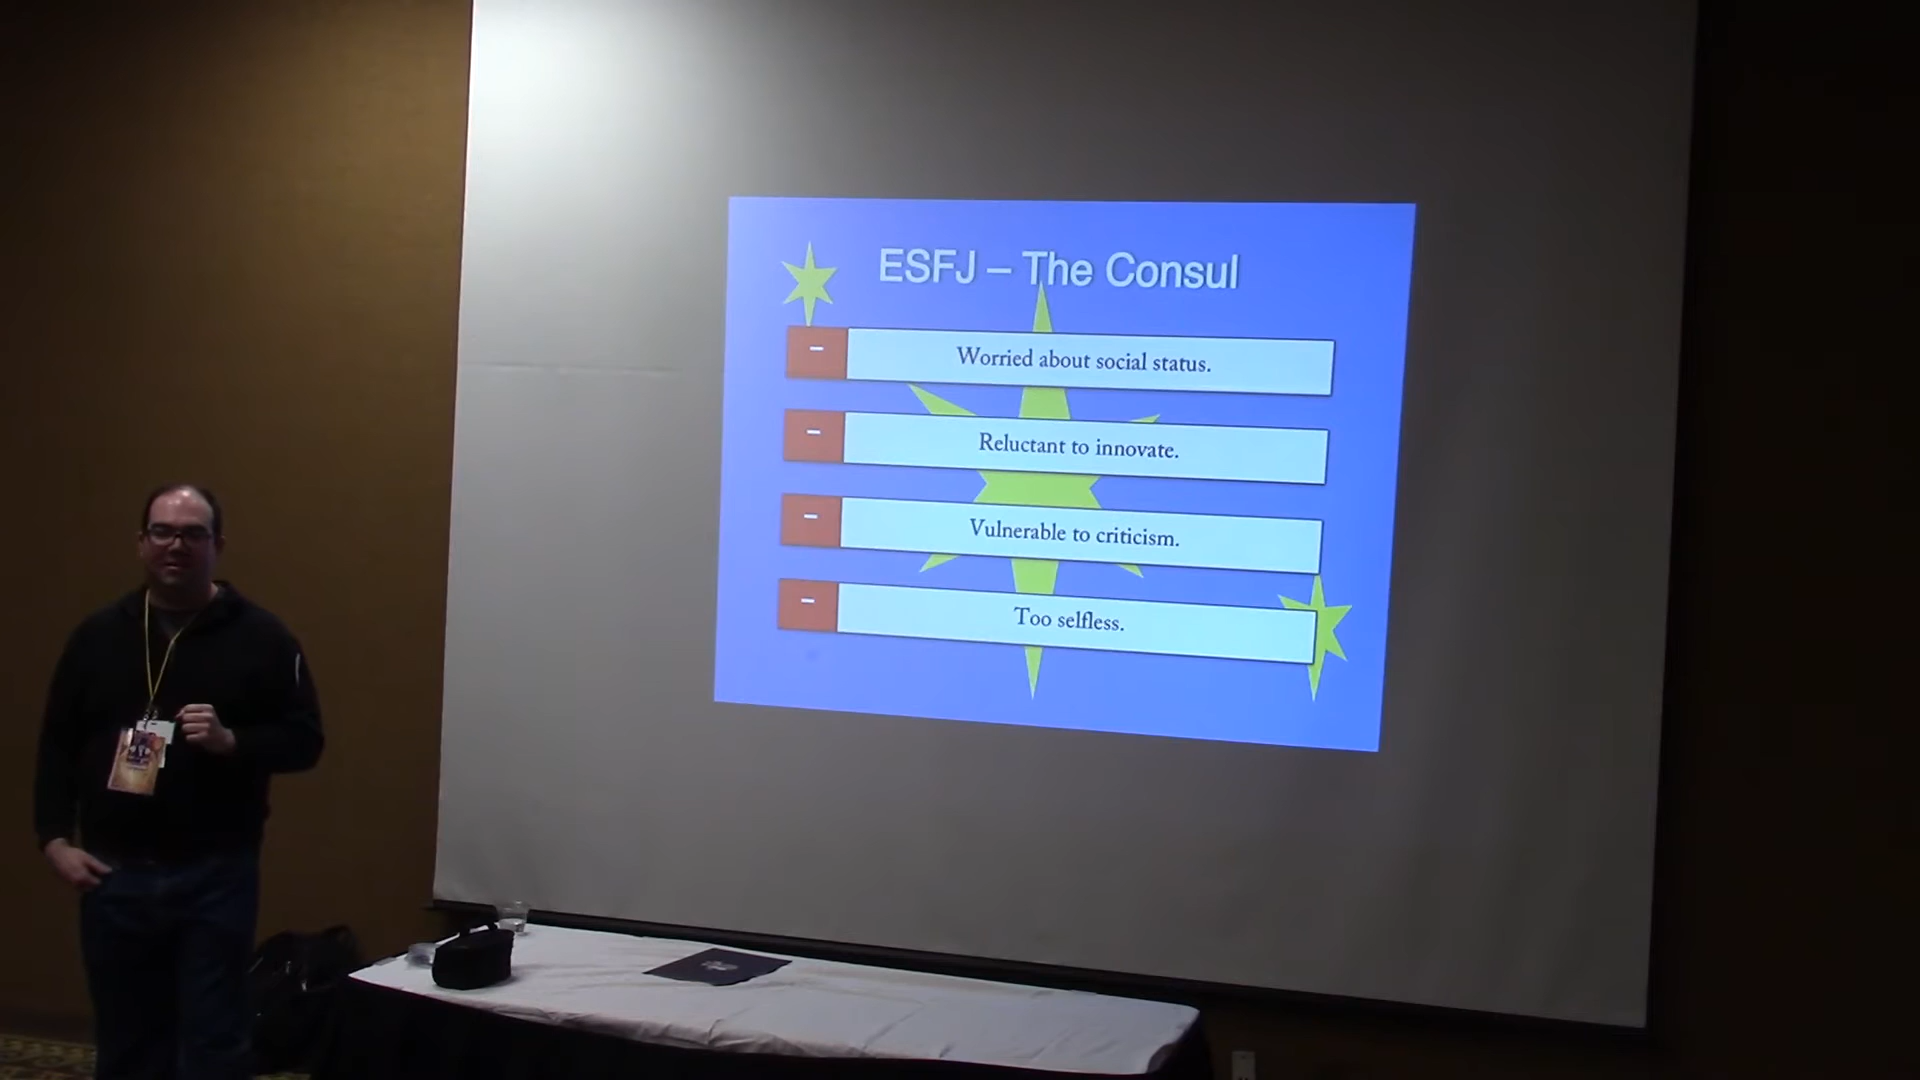 ESFJ – The Consul
– Worried about social status.
– Reluctant to innovate.
– Vulnerable to criticism.
– Too selfless.